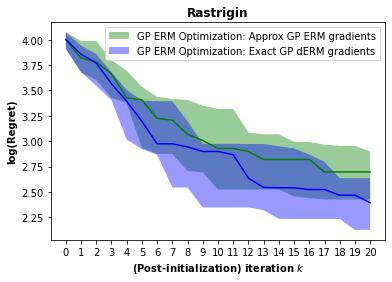 Rastrigin
GP ERM Optimization: Approx GP ERM gradients
GP ERM Optimization: Exact GP dERM gradients
log(Regret)
4.00
3.75
3.50
3.25
3.00
2.75
2.50
2.25
0 1 2 3 4 5 6 7 8 9 10 11 12 13 14 15 16 17 18 19 20
(Post-initialization) iteration k